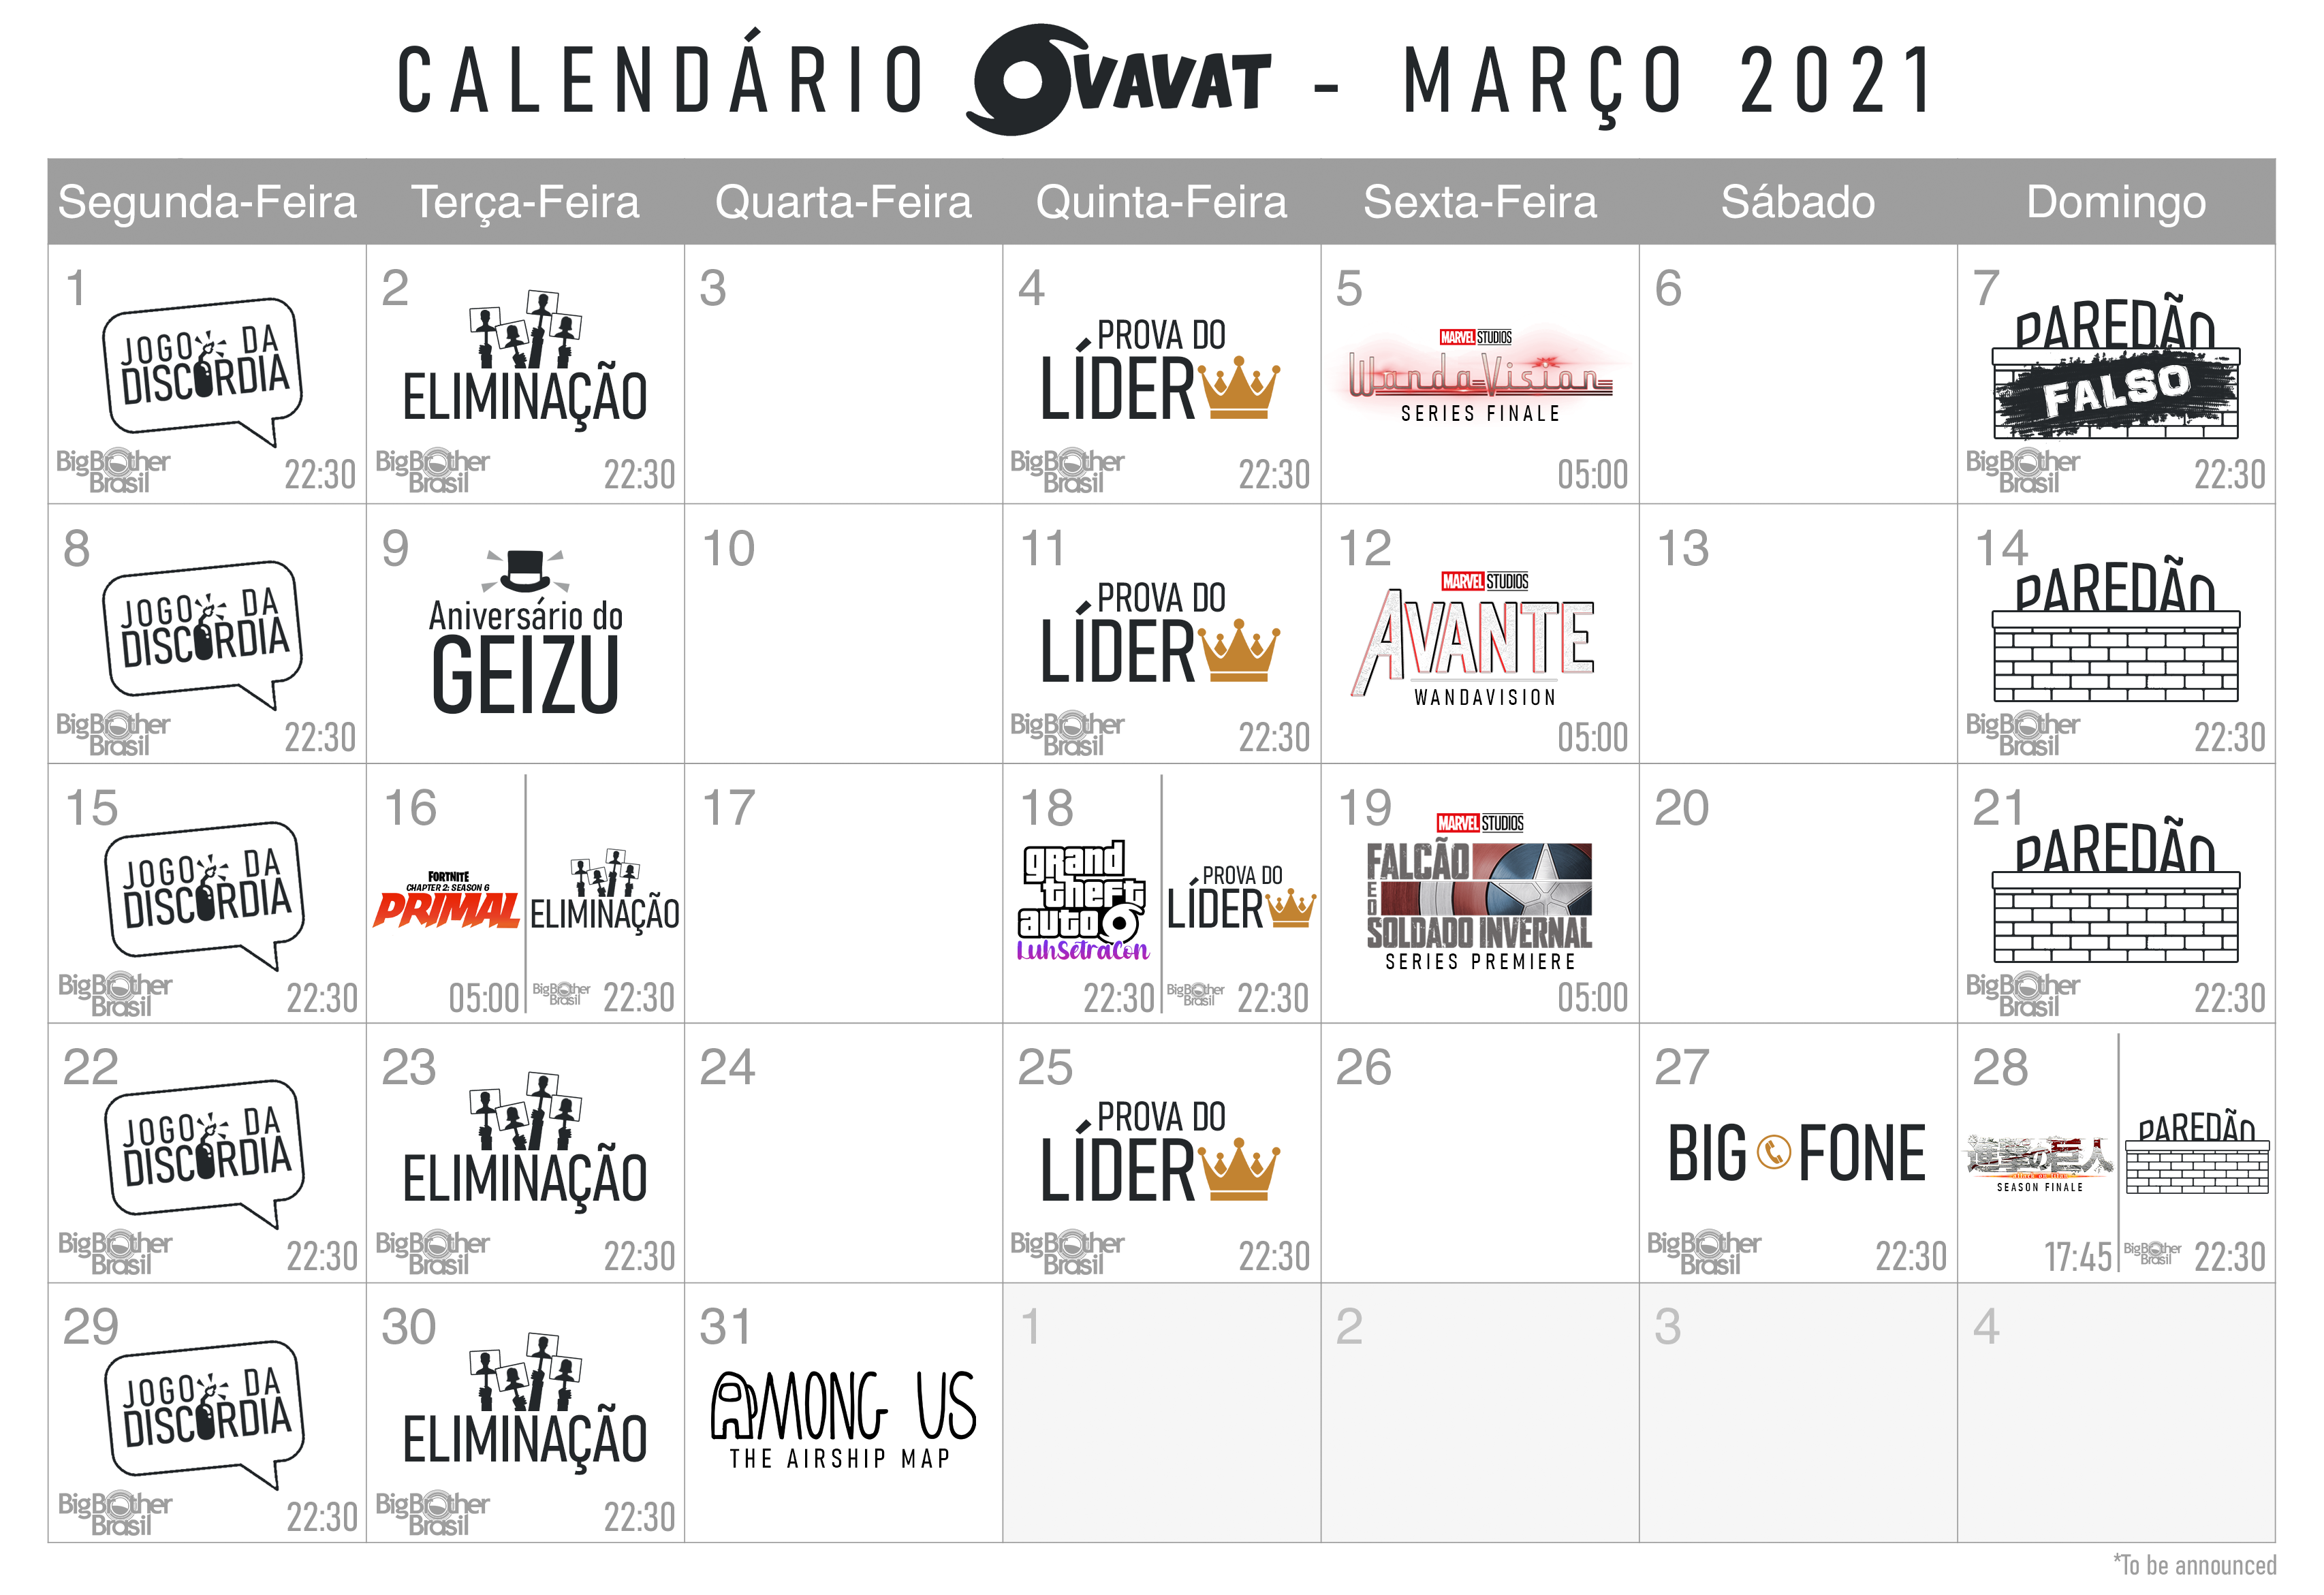 CALENDÁRIO OVAVAT - MARÇO 2021
Segunda-Feira Terça-Feira Quarta-Feira Quinta-Feira Sexta-Feira Sábado Domingo
1
JOGO DA
DISCORDIA
BigBrother
Brasil
22:30
2
ELIMINAÇÃO
BigBrother
Brasil
22:30
3
4
PROVA DO
LÍDER
BigBrother
Brasil
22:30
5
MARVEL STUDIOS
WandaVision
SERIES FINALE
05:00
6
7
PAREDÃO
FALSO
BigBrother
Brasil
22:30
8
JOGO DA
DISCORDIA
BigBrother
Brasil
22:30
9
Aniversário do
GEIZU
10
11
PROVA DO
LÍDER
BigBrother
Brasil
22:30
12
MARVEL STUDIOS
AVANTE
WANDAVISION
05:00
13
14
PAREDÃO
BigBrother
Brasil
22:30
15
JOGO DA
DISCORDIA
BigBrother
Brasil
22:30
16
FORTNITE
CHAPTER 2: SEASON 6
PRIMAL
05:00
ELIMINAÇÃO
BigBrother
Brasil
22:30
17
18
grand
theft
auto
LuhSetraCon
22:30
PROVA DO
LÍDER
BigBrother
Brasil
22:30
19
MARVEL STUDIOS
FALCÃO
E O
SOLDADO INVERNAL
SERIES PREMIERE
05:00
20
21
PAREDÃO
BigBrother
Brasil
22:30
22
JOGO DA
DISCORDIA
BigBrother
Brasil
22:30
23
ELIMINAÇÃO
BigBrother
Brasil
22:30
24
25
PROVA DO
LÍDER
BigBrother
Brasil
22:30
26
27
BIG FONE
BigBrother
Brasil
22:30
28
進撃の巨人
SEASON FINALE
17:45
PAREDÃO
BigBrother
Brasil
22:30
29
JOGO DA
DISCORDIA
BigBrother
Brasil
22:30
30
ELIMINAÇÃO
BigBrother
Brasil
22:30
31
AMONG US
THE AIRSHIP MAP
1
2
3
4
*To be announced